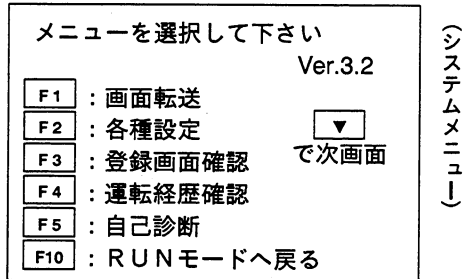 メニューを選択して下さい
Ver.3.2
F1 : 画面転送
F2 : 各種設定
▼
F3 : 登録画面確認
で次画面
F4 : 運転経歴確認
F5 : 自己診断
F10 : RUNモードへ戻る
(システムメニュー)